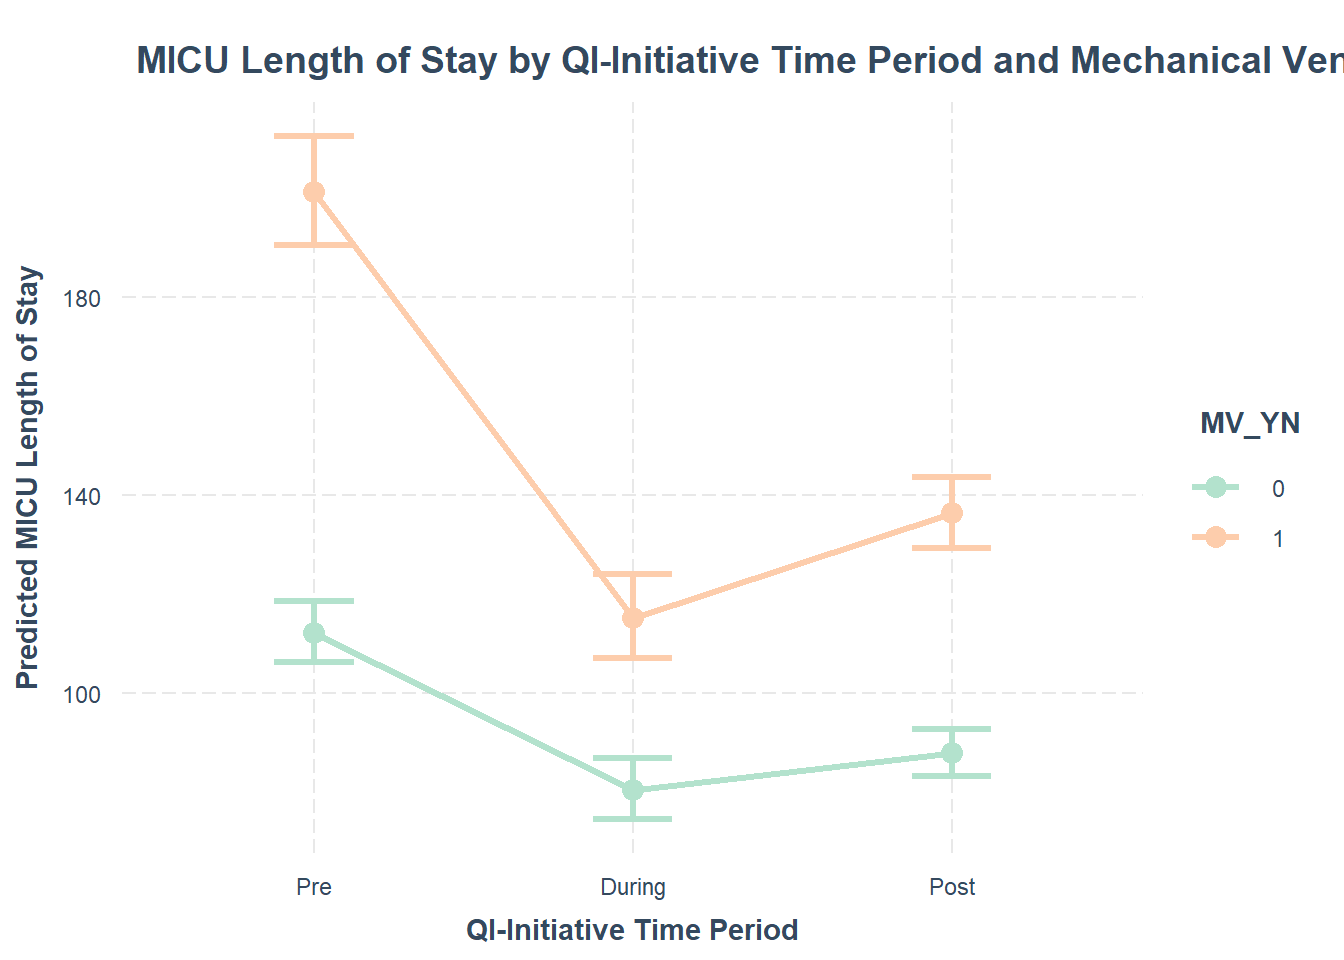 MICU Length of Stay by QI-Initiative Time Period and Mechanical Ven
Predicted MICU Length of Stay
180
140
100
Pre
During
Post
QI-Initiative Time Period
MV_YN
0
1